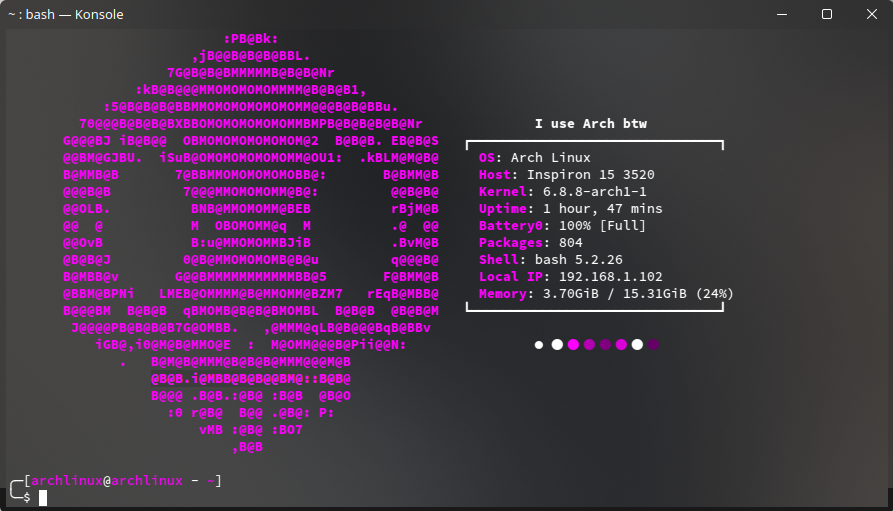 ~ : bash — Konsole
:PB@Bk:
,jB@@B@B@B@BBL.
7G@B@B@BMMMMMB@B@B@Nr
:kB@B@@@MMOMOMOMOMMMM@B@B@B1,
:5@B@B@B@BBMMOMOMOMOMOMOMM@@@B@B@BBu.
70@@@B@B@B@BXBBOMOMOMOMOMOMMBMPB@B@B@B@B@Nr
G@@@BJ iB@B@@  OBMOMOMOMOMOMOM@2  B@B@B. EB@B@S
@@BM@GJBU.  iSuB@OMOMOMOMOMOMM@OU1:  .kBLM@M@B@
B@MMB@B       7@BBMMOMOMOMOBB@:       B@BMM@B
@@@B@B         7@@@MMOMOMM@B@:         @@B@B@
@@OLB.          BNB@MMOMOMM@BEB          rBjM@B
@@  @           M  OBOMOMM@q  M          .@  @@
@@OvB           B:u@MMOMOMMBJiB          .BvM@B
@B@B@J         0@B@MMOMOMOMB@B@u         q@@@B@
B@MBB@v       G@@BMMMMMMMMMMMBB@5       F@BMM@B
@BBM@BPNi   LMEB@OMMMM@B@MMOMM@BZM7   rEqB@MBB@
B@@@BM  B@B@B  qBMOMB@B@B@BMOMBL  B@B@B  @B@B@M
J@@@@PB@B@B@B7G@OMBB.   ,@MMM@qLB@B@@@BqB@BBv
iGB@,i0@M@B@MMO@E  :  M@OMM@@@B@Pii@@N:
.   B@M@B@MMM@B@B@B@MMM@@@M@B
@B@B.i@MBB@B@B@@BM@::B@B@
B@@@ .B@B.:@B@ :B@B  @B@O
:0 r@B@  B@@ .@B@: P:
vMB :@B@ :BO7
,B@B
I use Arch btw
OS: Arch Linux
Host: Inspiron 15 3520
Kernel: 6.8.8-arch1-1
Uptime: 1 hour, 47 mins
Battery0: 100% [Full]
Packages: 804
Shell: bash 5.2.26
Local IP: 192.168.1.102
Memory: 3.70GiB / 15.31GiB (24%)
╭─[archlinux@archlinux - ~]
╰─$